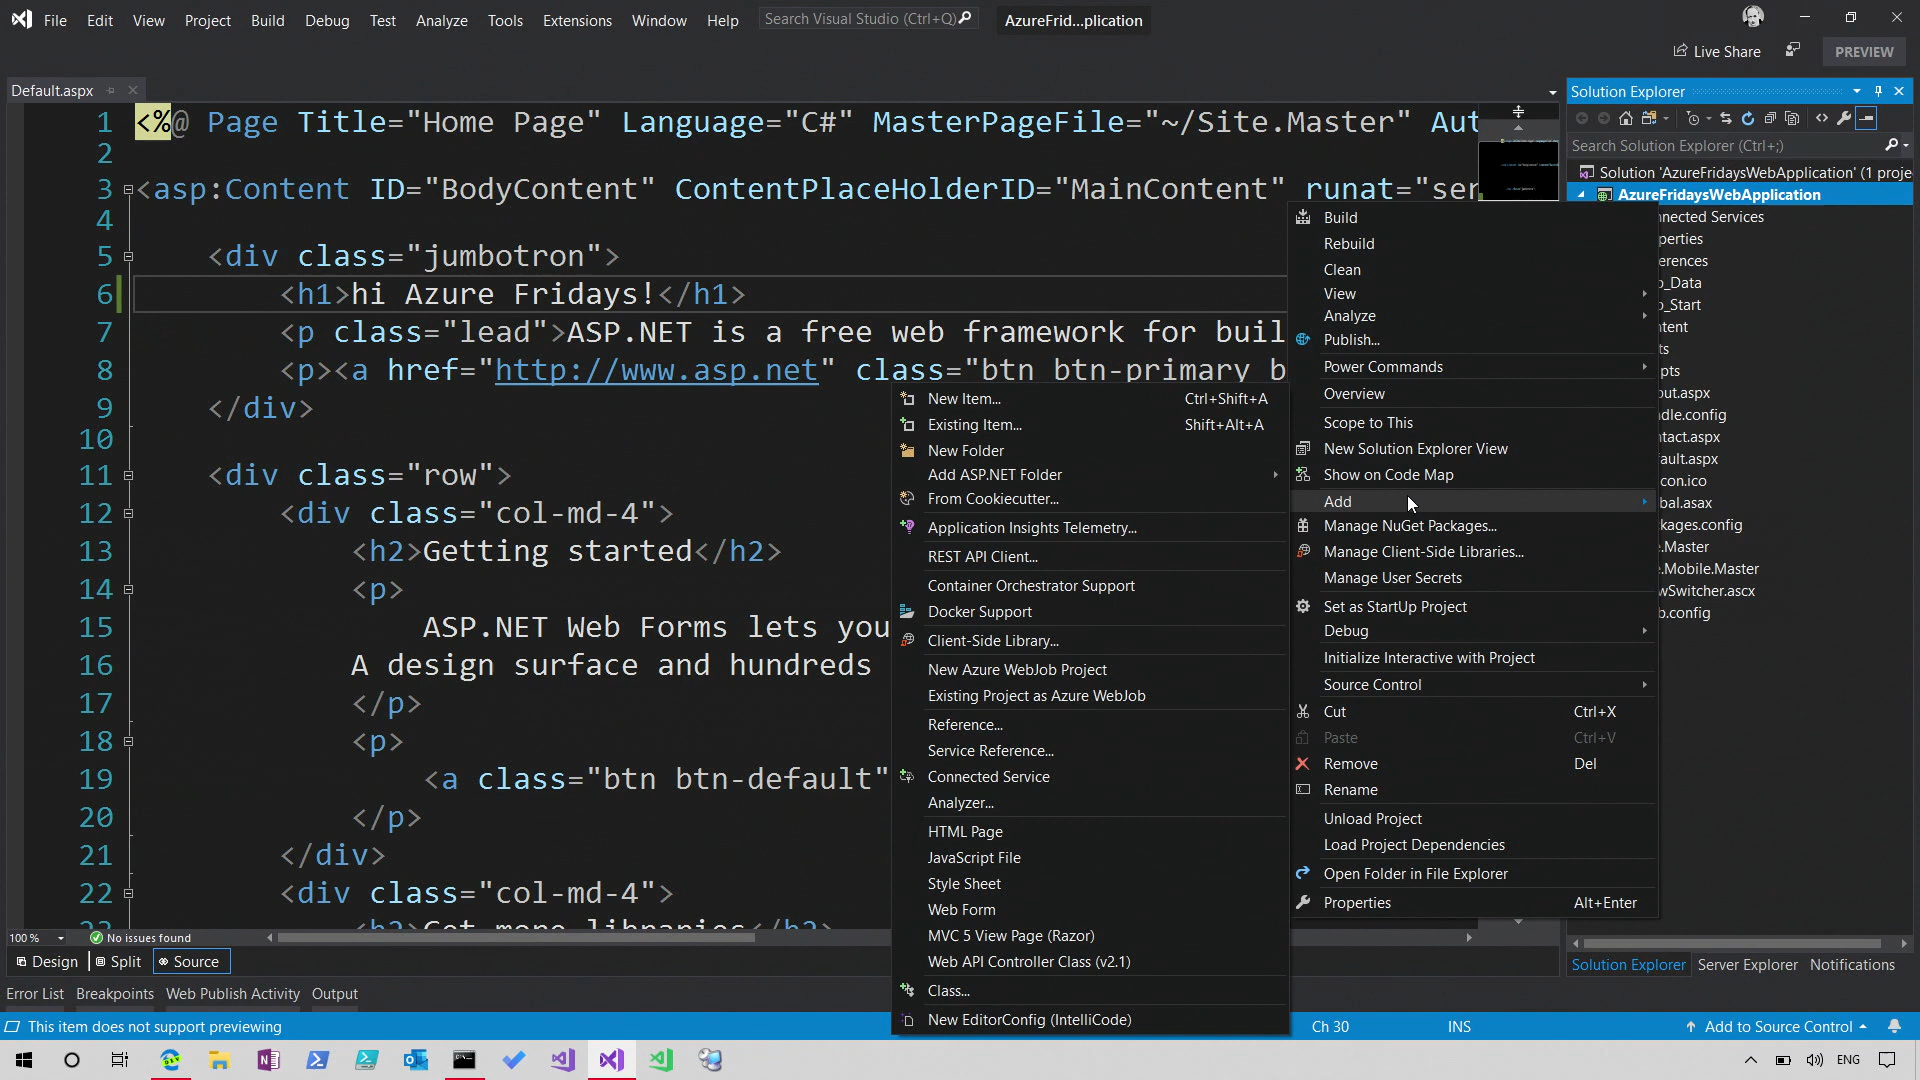 File Edit View Project Build Debug Test Analyze Tools Extensions Window Help Search Visual Studio (Ctrl+Q) AzureFrid...plication
Live Share PREVIEW
Default.aspx
1 <%@ Page Title="Home Page" Language="C#" MasterPageFile="~/Site.Master" Aut
2
3 <asp:Content ID="BodyContent" ContentPlaceHolderID="MainContent" runat="ser
4
5 <div class="jumbotron">
6 <h1>hi Azure Fridays!</h1>
7 <p class="lead">ASP.NET is a free web framework for buil
8 <p><a href="http://www.asp.net" class="btn btn-primary b
9 </div>
10
11 <div class="row">
12 <div class="col-md-4">
13 <h2>Getting started</h2>
14 <p>
15 ASP.NET Web Forms lets you
16 A design surface and hundreds
17 </p>
18 <p>
19 <a class="btn btn-default"
20 </p>
21 </div>
22 <div class="col-md-4">
23 <h2>Get more libraries</h2>
New Item... Ctrl+Shift+A
Existing Item... Shift+Alt+A
New Folder
Add ASP.NET Folder
From Cookiecutter...
Application Insights Telemetry...
REST API Client...
Container Orchestrator Support
Docker Support
Client-Side Library...
New Azure WebJob Project
Existing Project as Azure WebJob
Reference...
Service Reference...
Connected Service
Analyzer...
HTML Page
JavaScript File
Style Sheet
Web Form
MVC 5 View Page (Razor)
Web API Controller Class (v2.1)
Class...
New EditorConfig (IntelliCode)
Build
Rebuild
Clean
View
Analyze
Publish...
Power Commands
Overview
Scope to This
New Solution Explorer View
Show on Code Map
Add
Manage NuGet Packages...
Manage Client-Side Libraries...
Manage User Secrets
Set as StartUp Project
Debug
Initialize Interactive with Project
Source Control
Cut Ctrl+X
Paste Ctrl+V
Remove Del
Rename
Unload Project
Load Project Dependencies
Open Folder in File Explorer
Properties Alt+Enter
Solution Explorer
Search Solution Explorer (Ctrl+;)
Solution 'AzureFridaysWebApplication' (1 proje
AzureFridaysWebApplication
nnected Services
perties
erences
p_Data
p_Start
ntent
ts
pts
out.aspx
ndle.config
ntact.aspx
fault.aspx
icon.ico
bal.asax
kages.config
e.Master
e.Mobile.Master
wSwitcher.ascx
b.config
100 % No issues found
Design Split Source
Solution Explorer Server Explorer Notifications
Error List Breakpoints Web Publish Activity Output
This item does not support previewing Ch 30 INS Add to Source Control
ENG